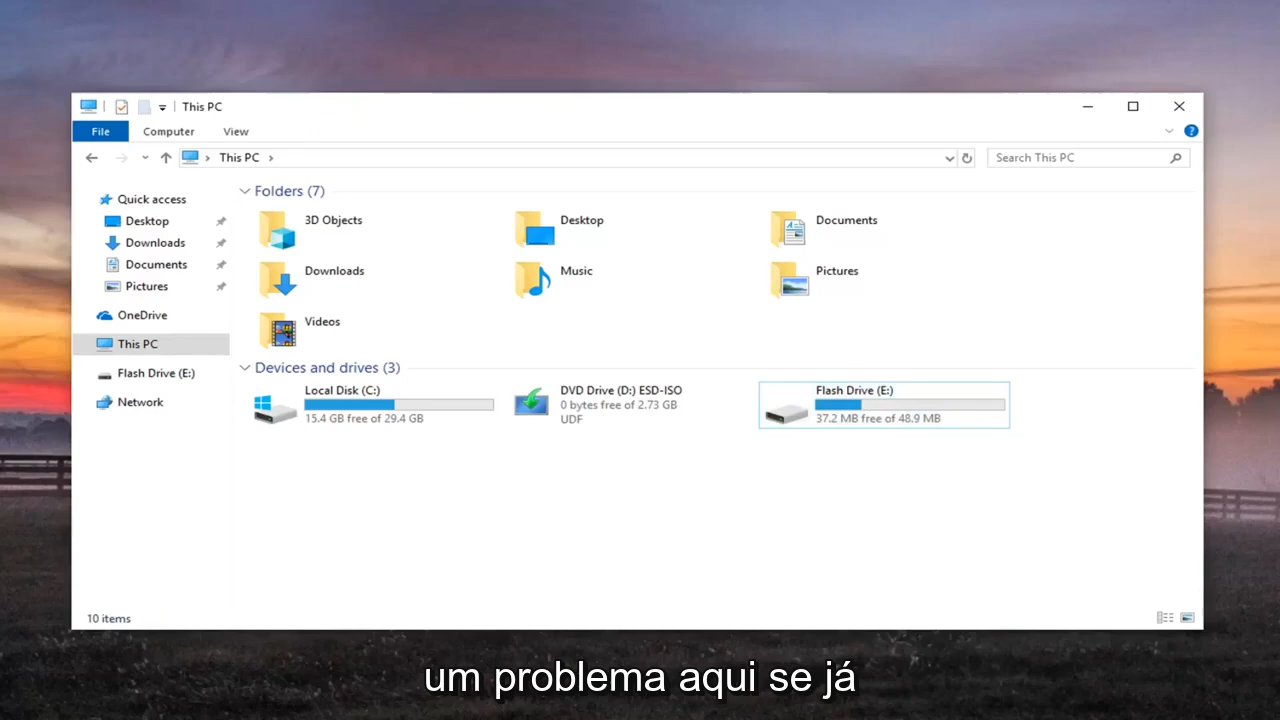 This PC
File Computer View
This PC
Search This PC
Quick access
Desktop
Downloads
Documents
Pictures
OneDrive
This PC
Flash Drive (E:)
Network
Folders (7)
3D Objects
Desktop
Documents
Downloads
Music
Pictures
Videos
Devices and drives (3)
Local Disk (C:)
15.4 GB free of 29.4 GB
DVD Drive (D:) ESD-ISO
0 bytes free of 2.73 GB
UDF
Flash Drive (E:)
37.2 MB free of 48.9 MB
10 items
um problema aqui se já